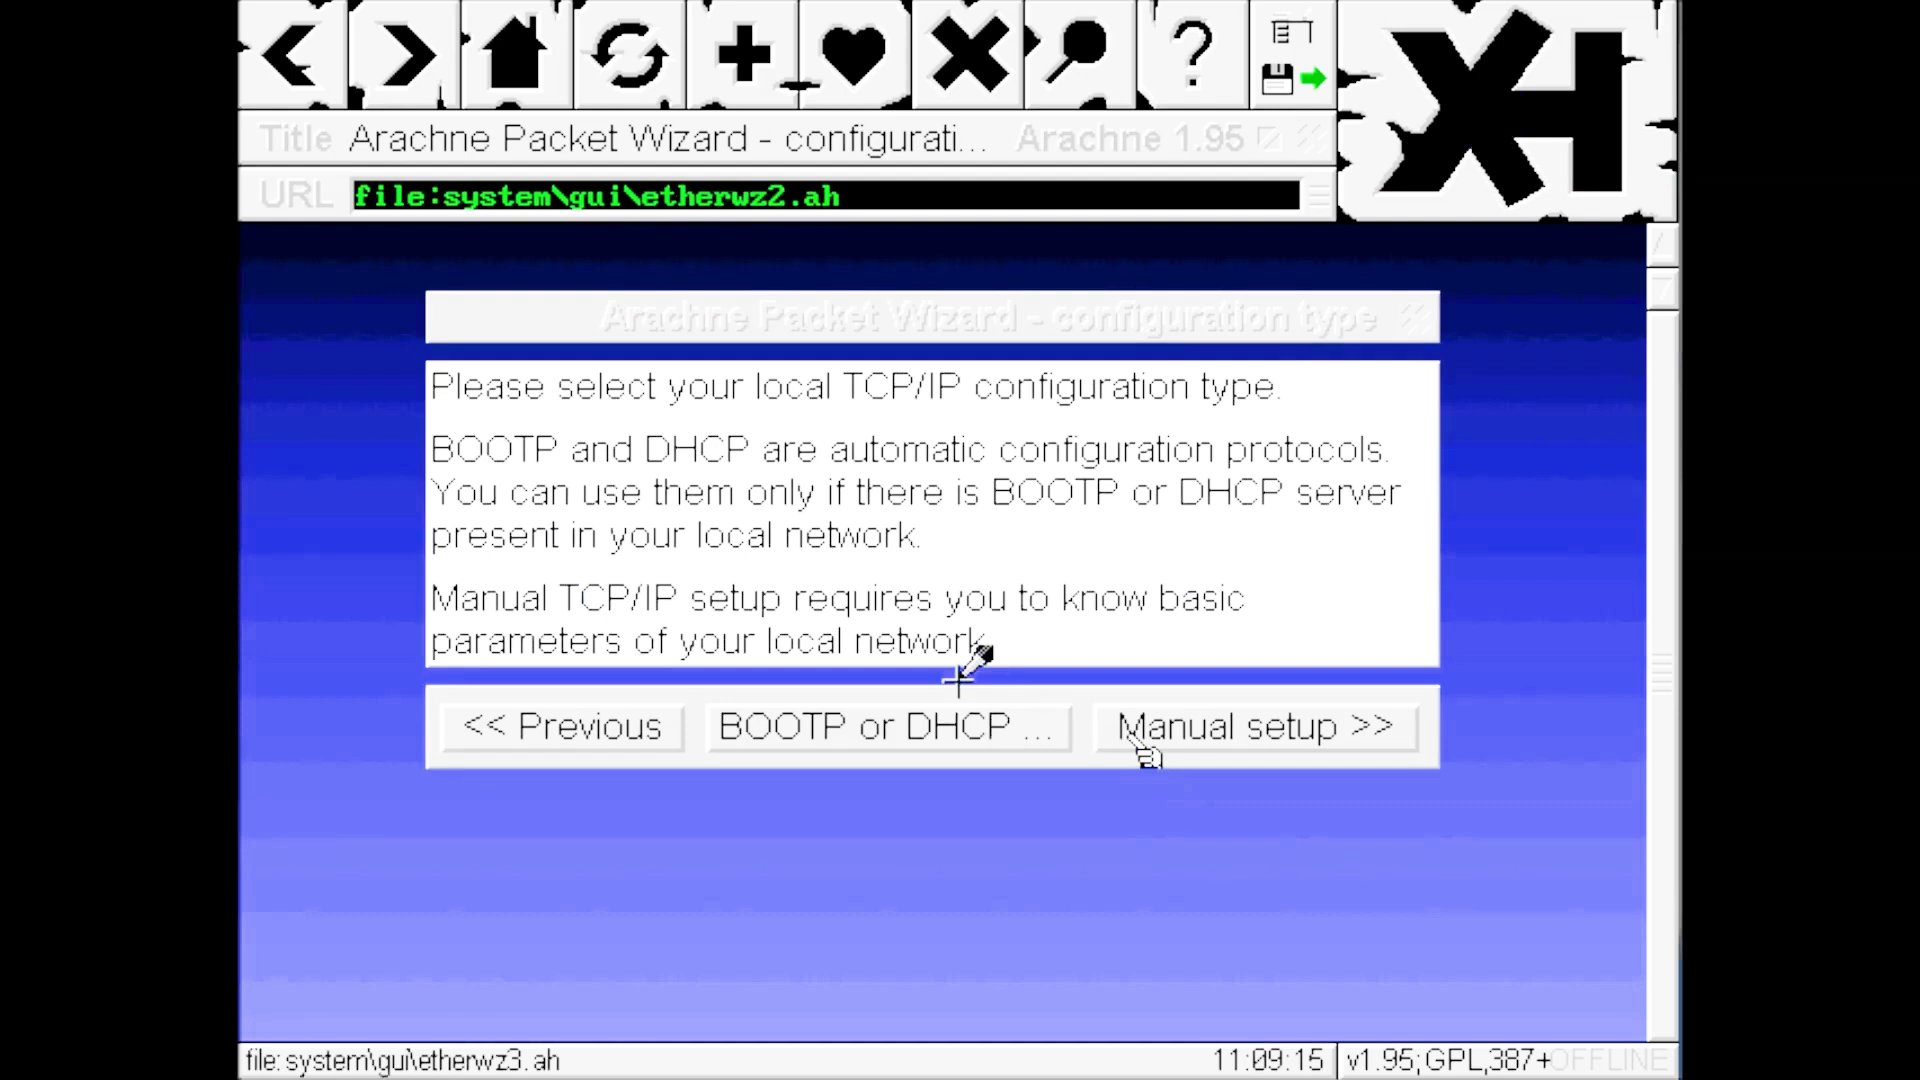 Title Arachne Packet Wizard - configurati... Arachne 1.95
URL file:system\gui\etherwz2.ah
Arachne Packet Wizard - configuration type
Please select your local TCP/IP configuration type.
BOOTP and DHCP are automatic configuration protocols.
You can use them only if there is BOOTP or DHCP server
present in your local network.
Manual TCP/IP setup requires you to know basic
parameters of your local network.
<< Previous BOOTP or DHCP ... Manual setup >>
file:system\gui\etherwz3.ah 11:09:15 v1.95;GPL,387+OFFLINE